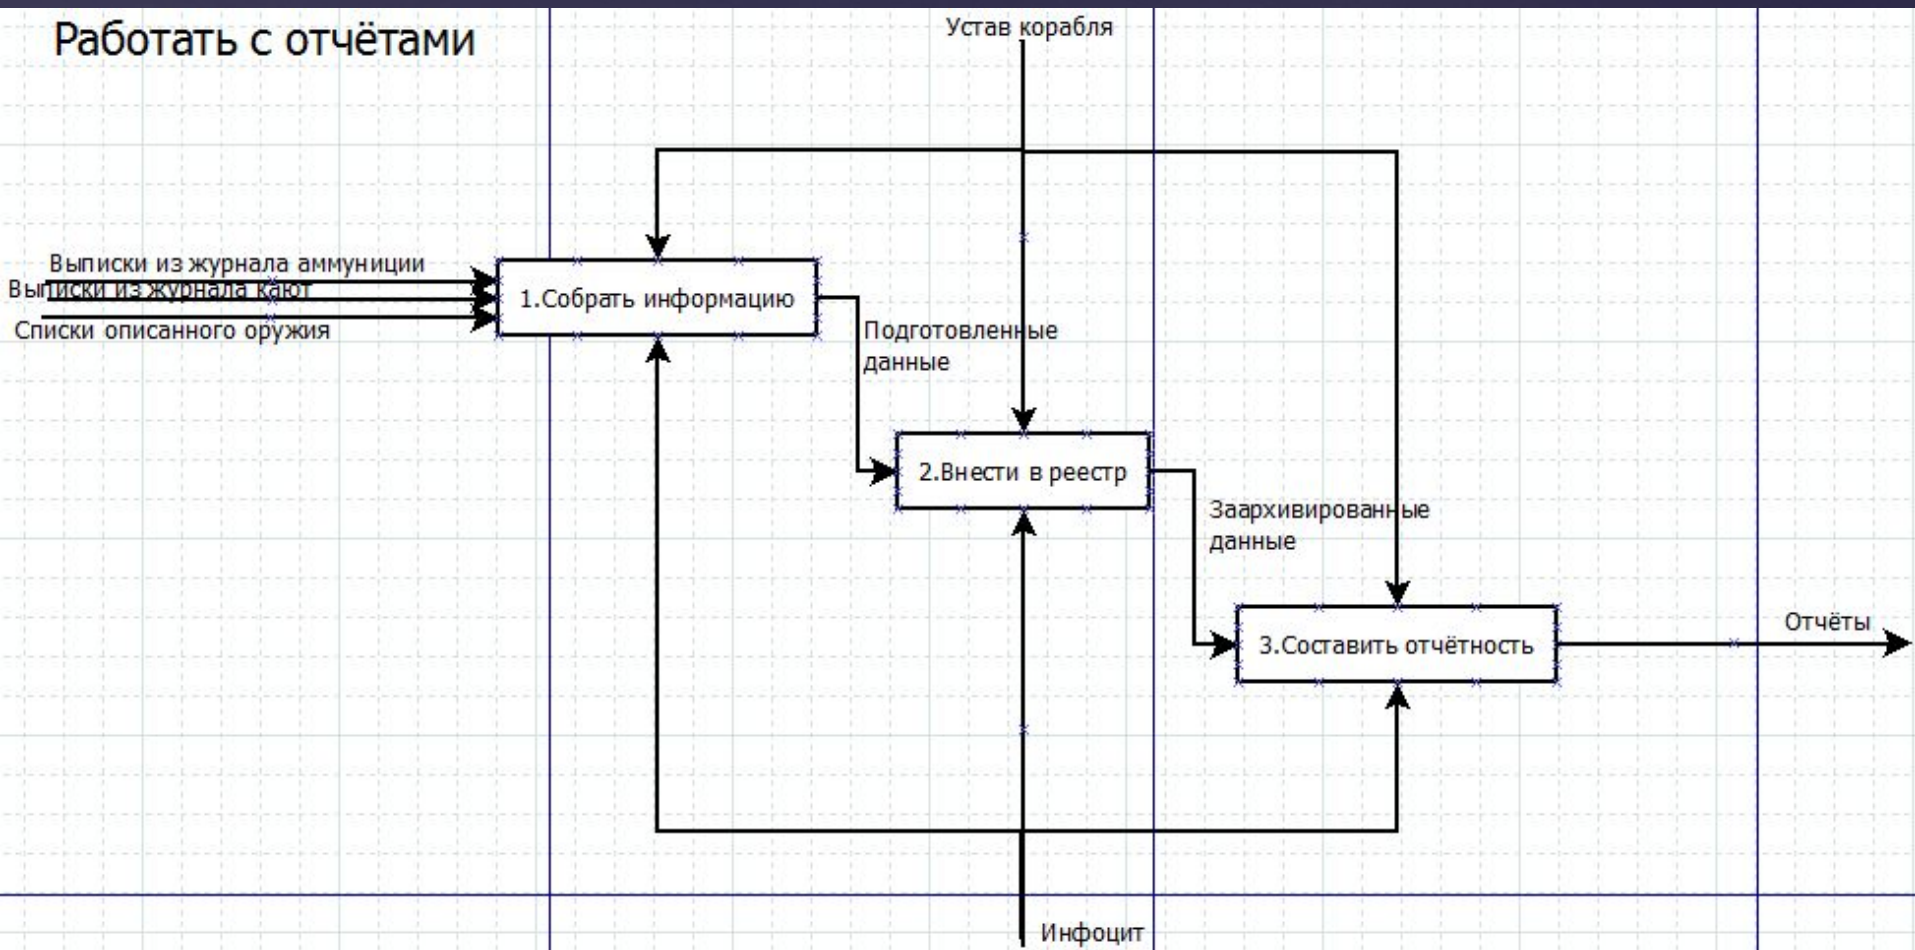 Работать с отчётами
Устав корабля
Выписки из журнала аммуниции
Выписки из журнала кают
Списки описанного оружия
1.Собрать информацию
Подготовленные
данные
2.Внести в реестр
Заархивированные
данные
3.Составить отчётность
Отчёты
Инфоцит